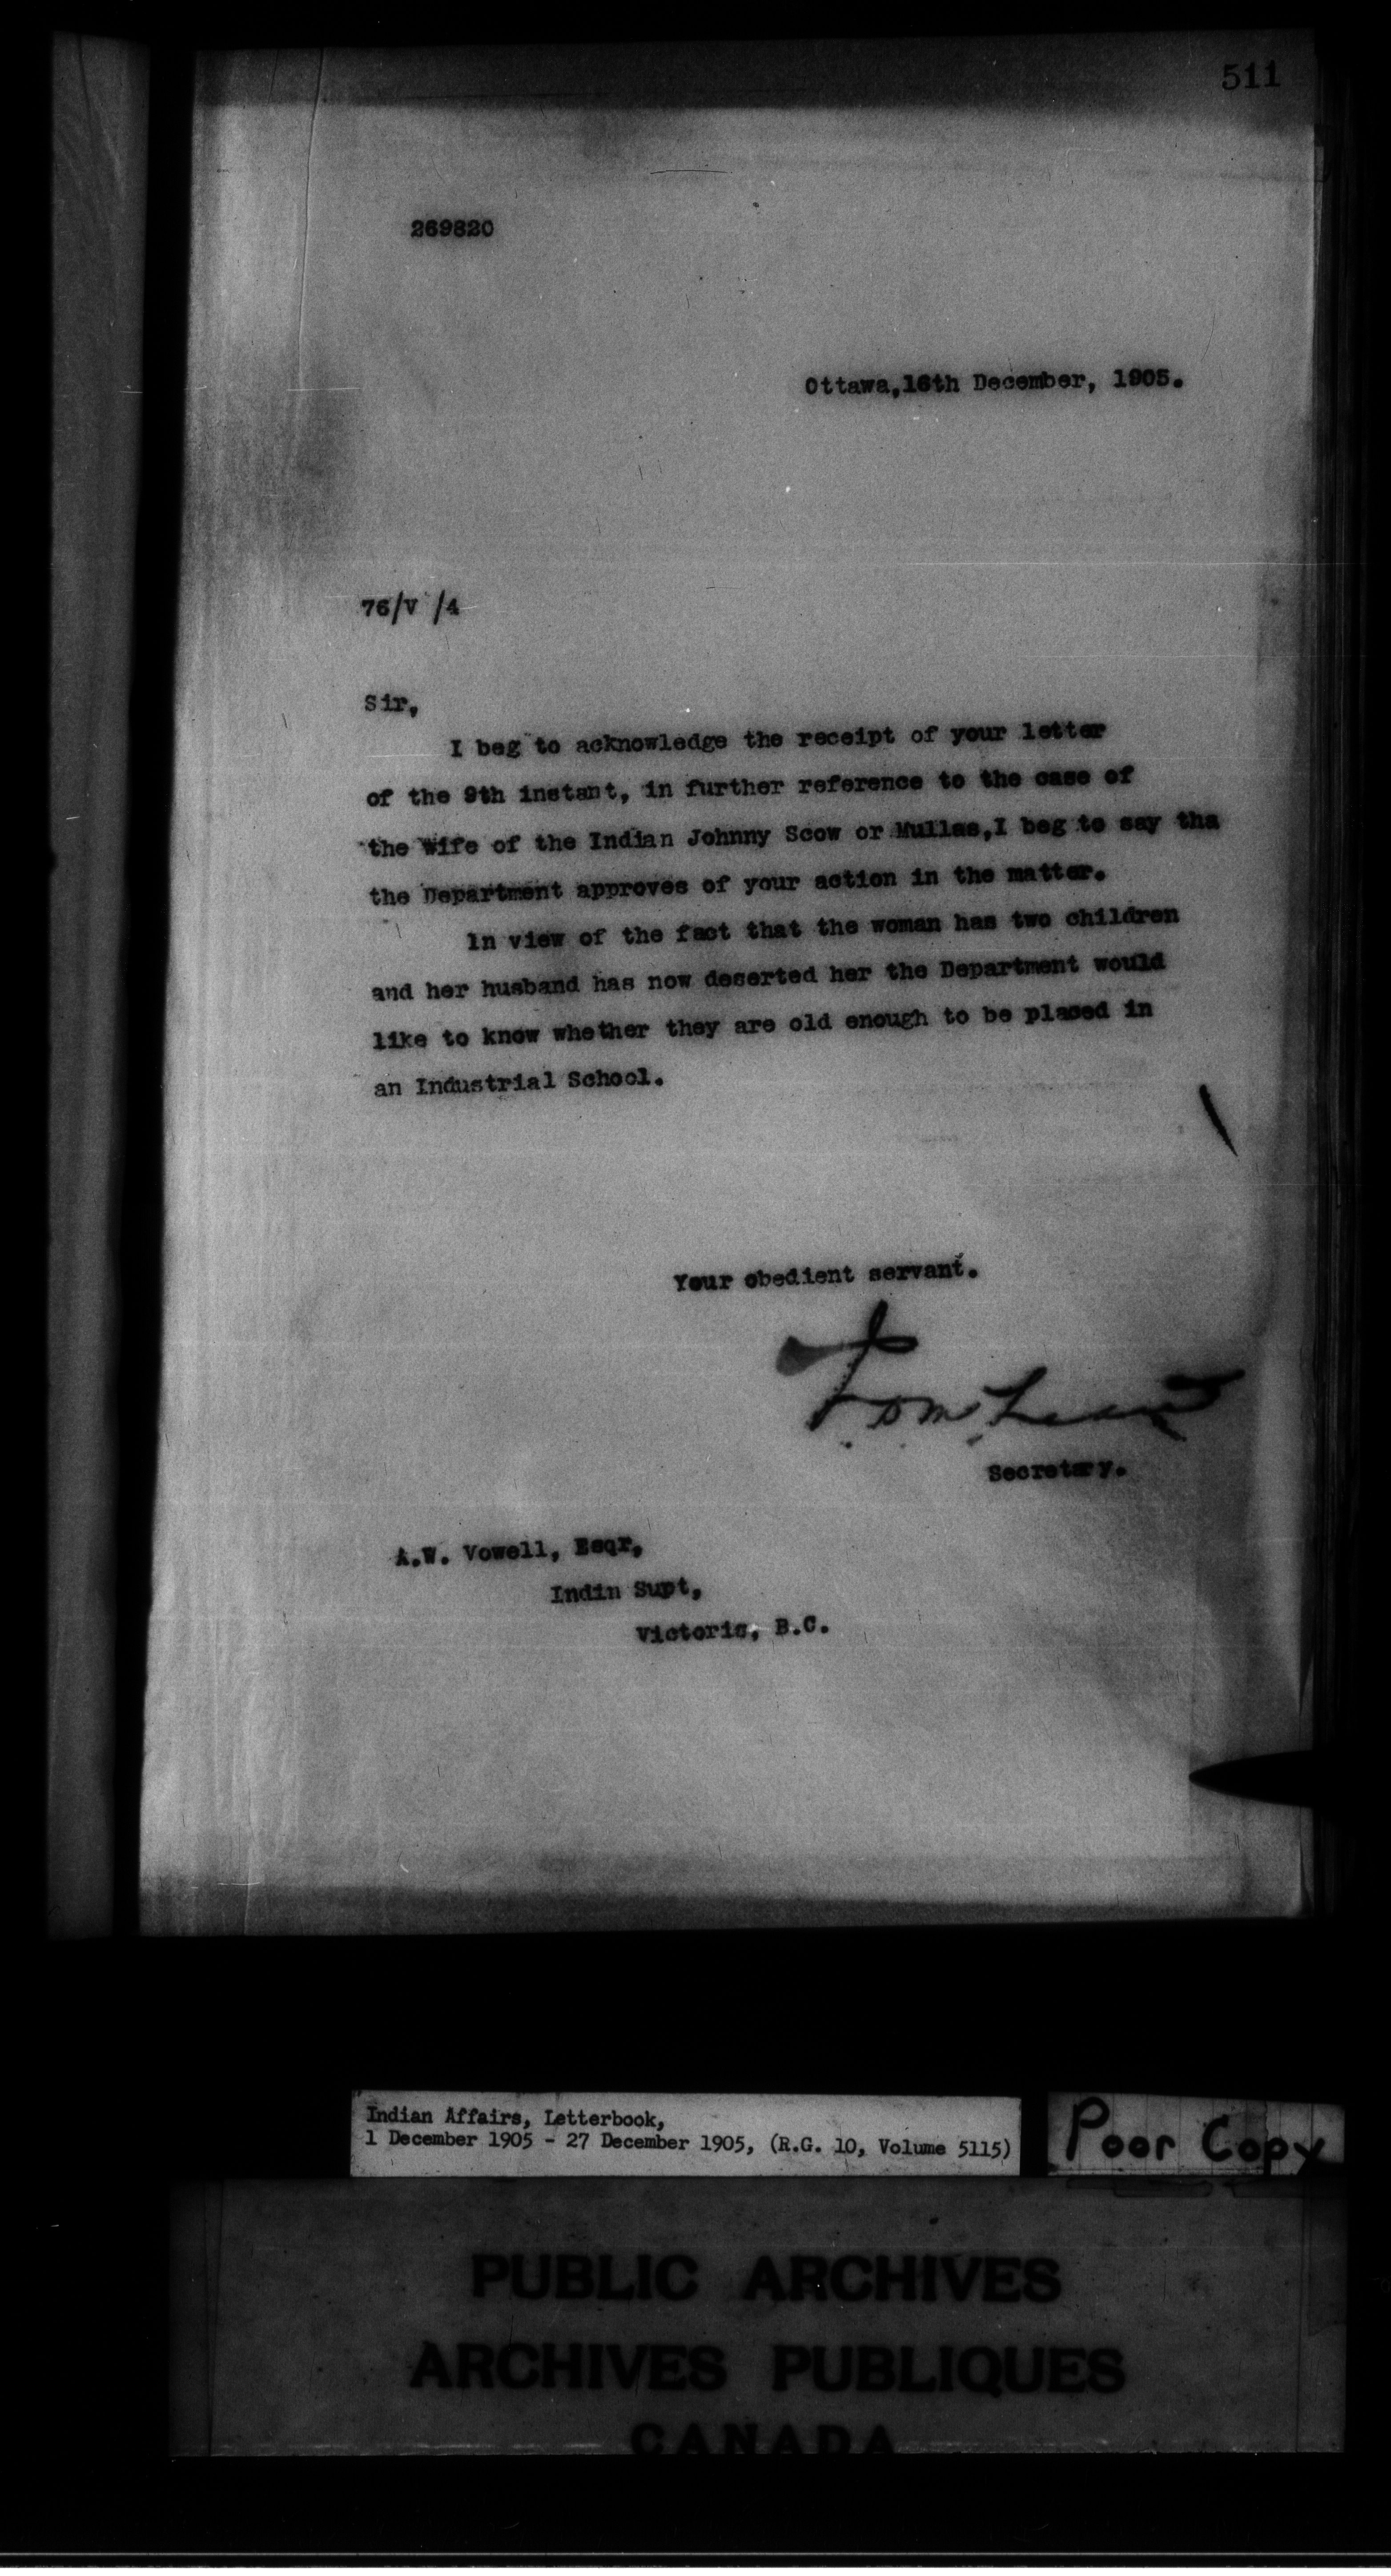 511
269820
Ottawa,16th December, 1905.
76/V /4
Sir,
I beg to acknowledge the receipt of your letter
of the 9th instant, in further reference to the case of
the wife of the Indian Johnny Scow or Mullas,I beg to say tha
the Department approves of your action in the matter.
In view of the fact that the woman has two children
and her husband has now deserted her the Department would
like to know whether they are old enough to be placed in
an Industrial School.
Your obedient servant.
Secretary.
A.W. Vowell, Esqr,
Indin Supt,
Victoria, B.C.
Indian Affairs, Letterbook,
1 December 1905 - 27 December 1905, (R.G. 10, Volume 5115)
Poor Copy
PUBLIC ARCHIVES
ARCHIVES PUBLIQUES
CANADA